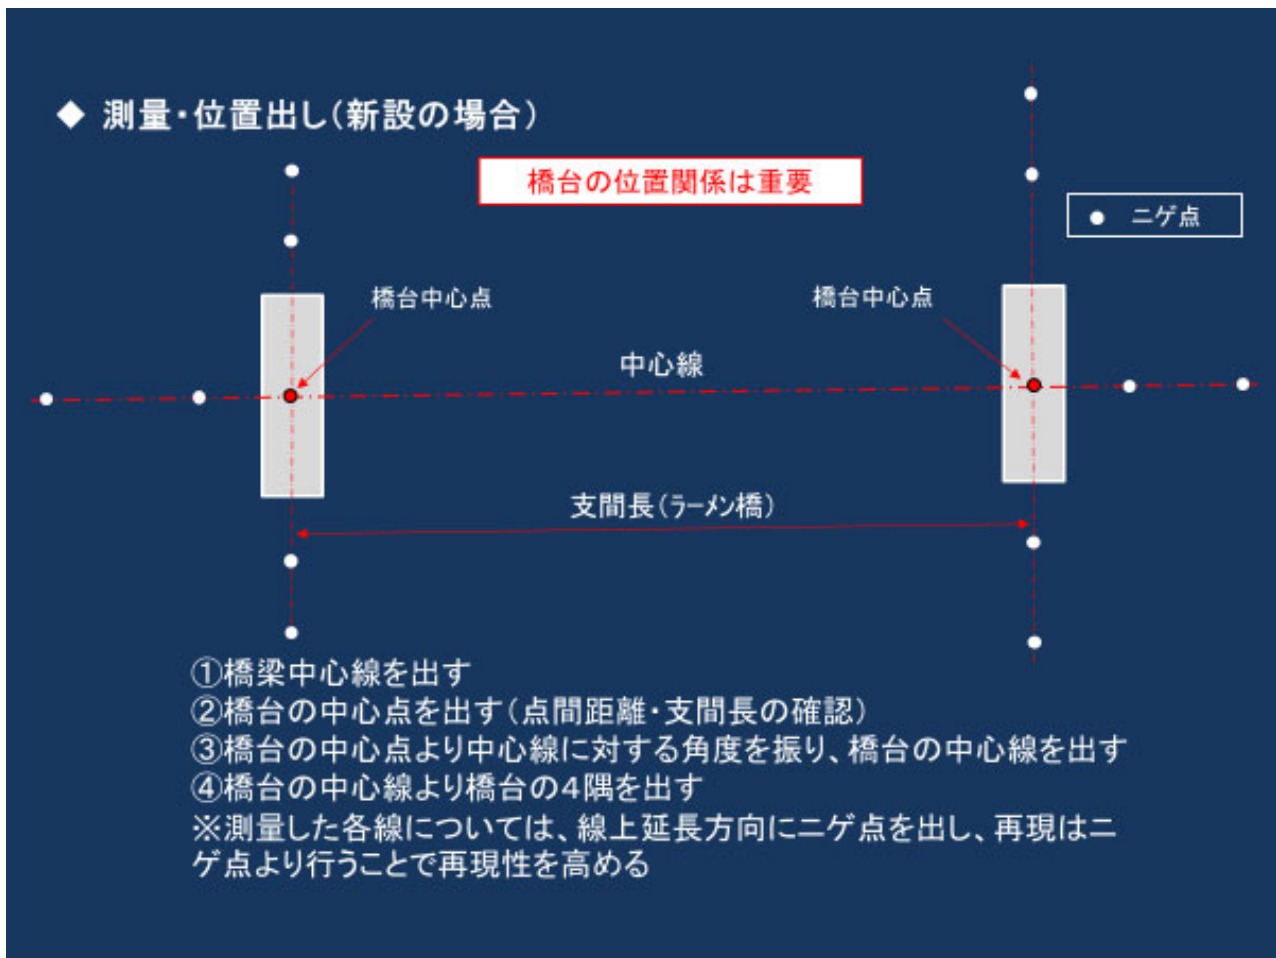 ◆ 測量・位置出し(新設の場合)
橋台の位置関係は重要
● ニゲ点
橋台中心点
橋台中心点
中心線
支間長(ラーメン橋)
①橋梁中心線を出す
②橋台の中心点を出す(点間距離・支間長の確認)
③橋台の中心点より中心線に対する角度を振り、橋台の中心線を出す
④橋台の中心線より橋台の4隅を出す
※測量した各線については、線上延長方向にニゲ点を出し、再現はニ
ゲ点より行うことで再現性を高める